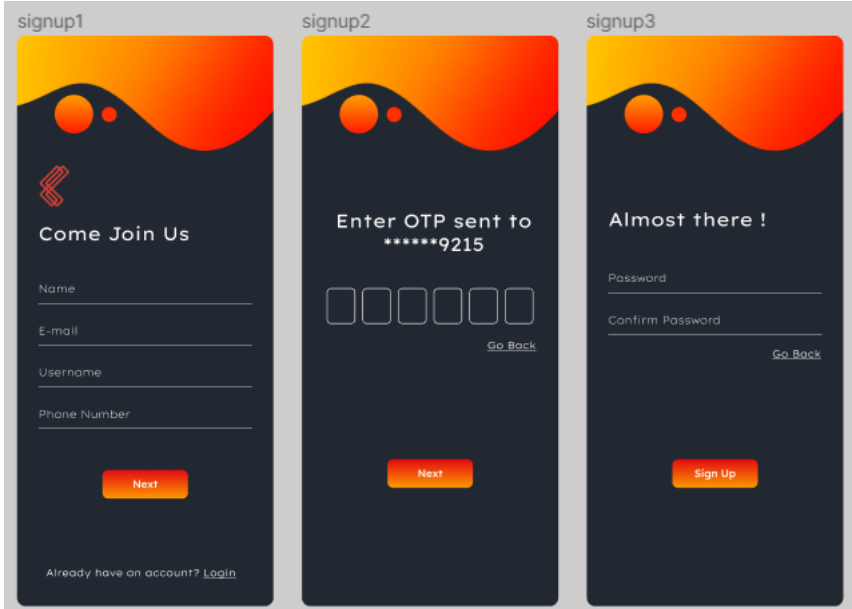 signup1
Come Join Us
Name
E-mail
Username
Phone Number
Next
Already have an account? Login
signup2
Enter OTP sent to
******9215
Go Back
Next
signup3
Almost there !
Password
Confirm Password
Go Back
Sign Up